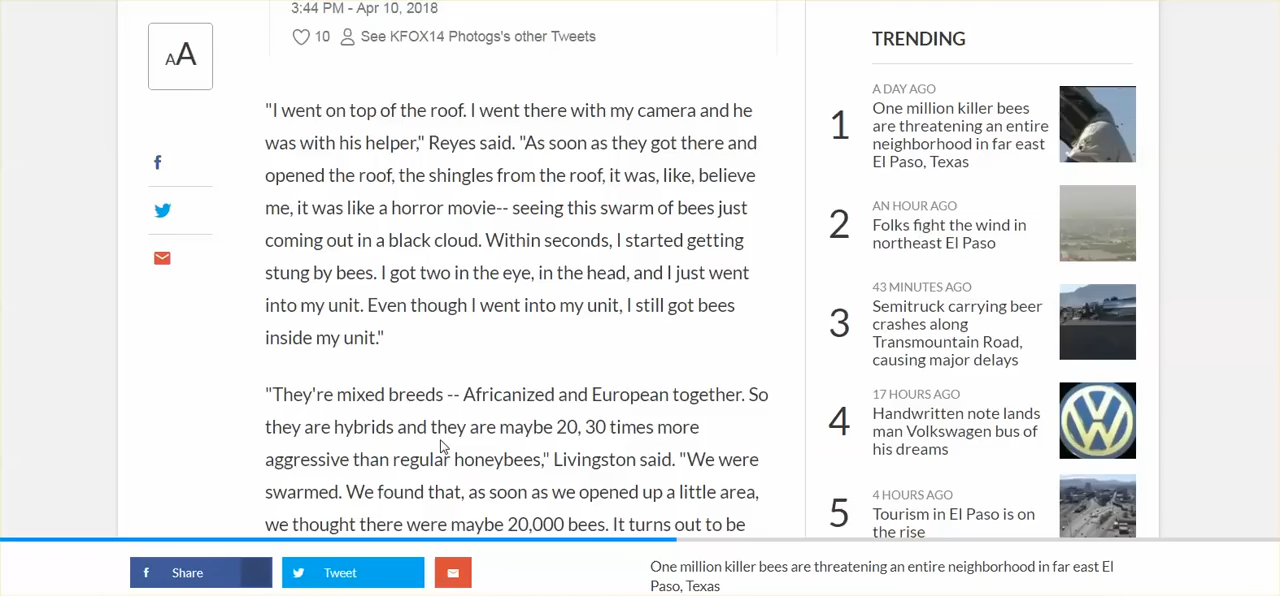 3:44 PM - Apr 10, 2018
10 See KFOX14 Photogs's other Tweets
AA
"I went on top of the roof. I went there with my camera and he
was with his helper," Reyes said. "As soon as they got there and
opened the roof, the shingles from the roof, it was, like, believe
me, it was like a horror movie-- seeing this swarm of bees just
coming out in a black cloud. Within seconds, I started getting
stung by bees. I got two in the eye, in the head, and I just went
into my unit. Even though I went into my unit, I still got bees
inside my unit."
"They're mixed breeds -- Africanized and European together. So
they are hybrids and they are maybe 20, 30 times more
aggressive than regular honeybees," Livingston said. "We were
swarmed. We found that, as soon as we opened up a little area,
we thought there were maybe 20,000 bees. It turns out to be
TRENDING
1
A DAY AGO
One million killer bees
are threatening an entire
neighborhood in far east
El Paso, Texas
2
AN HOUR AGO
Folks fight the wind in
northeast El Paso
3
43 MINUTES AGO
Semitruck carrying beer
crashes along
Transmountain Road,
causing major delays
4
17 HOURS AGO
Handwritten note lands
man Volkswagen bus of
his dreams
5
4 HOURS AGO
Tourism in El Paso is on
the rise
f Share
Tweet
One million killer bees are threatening an entire neighborhood in far east El
Paso, Texas